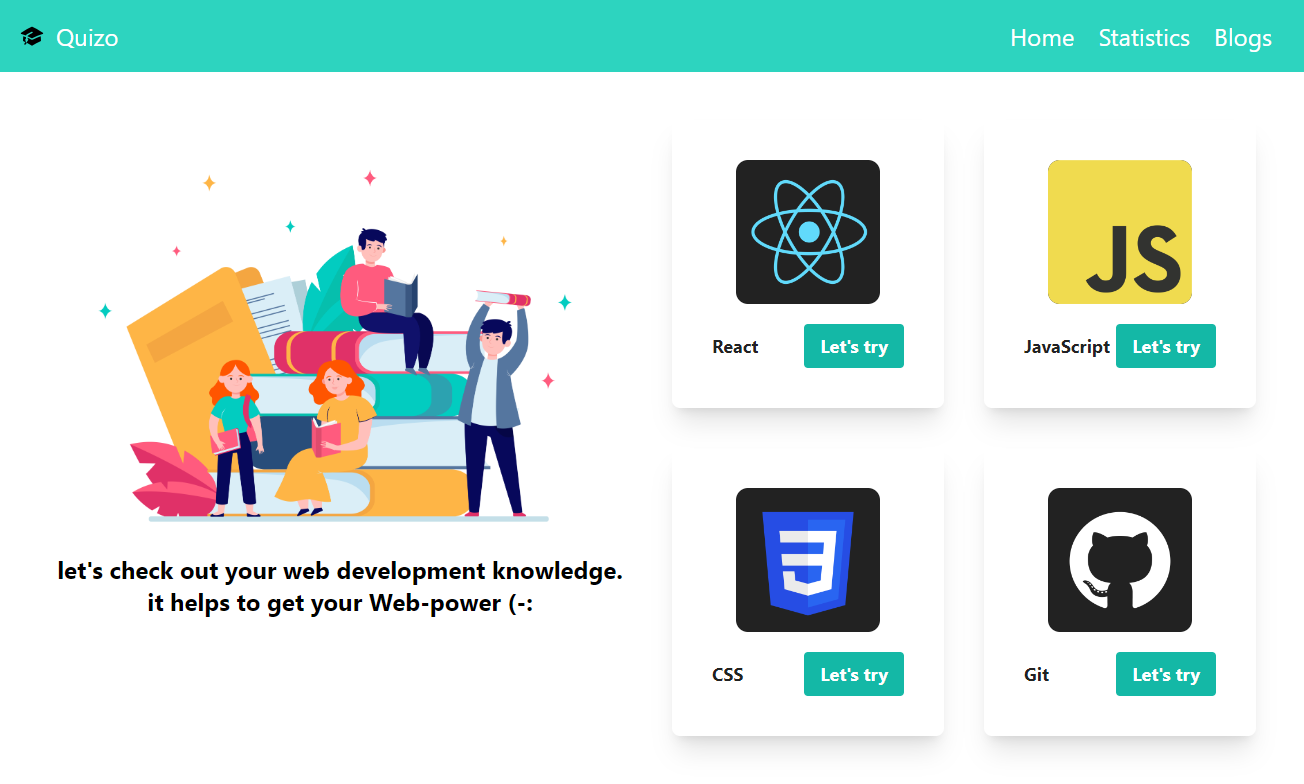 Quizo
Home Statistics Blogs
let's check out your web development knowledge.
it helps to get your Web-power (-:
React Let's try
JS
JavaScript Let's try
3
CSS Let's try
Git Let's try